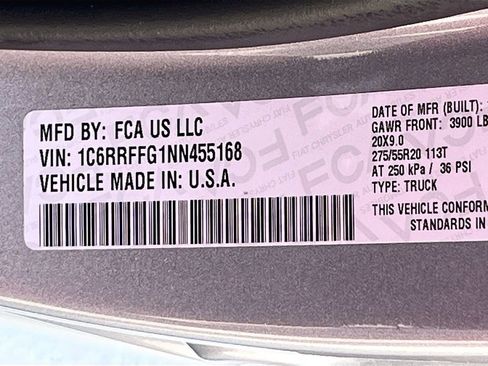 MFD BY: FCA US LLC
VIN: 1C6RRFFG1NN455168
VEHICLE MADE IN: U.S.A.
DATE OF MFR (BUILT):
GAWR FRONT: 3900 LB
20X9.0
275/55R20 113T
AT 250 kPa / 36 PSI
TYPE: TRUCK
THIS VEHICLE CONFORM
STANDARDS IN